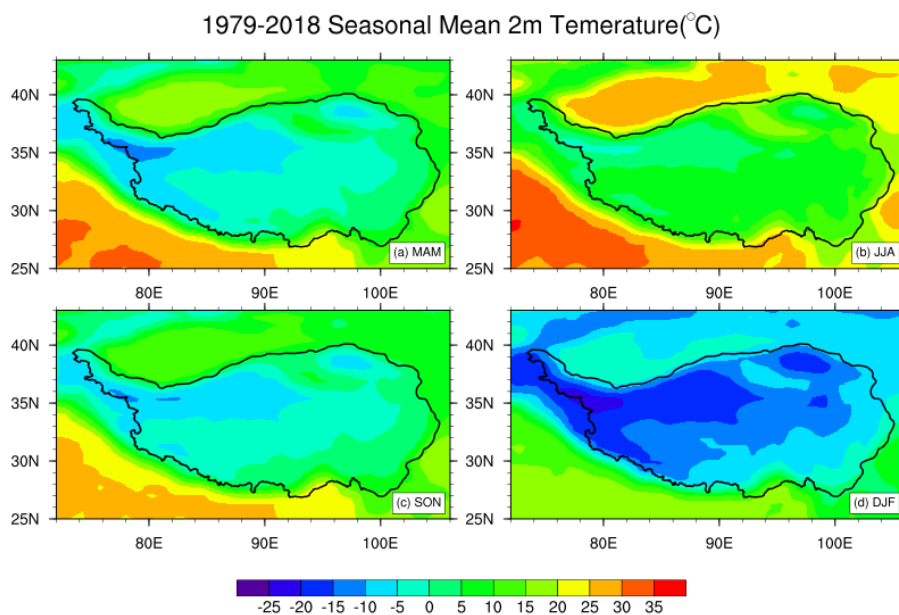 1979-2018 Seasonal Mean 2m Temerature(°C)
40N
35N
30N
25N
80E 90E 100E
(a) MAM
40N
35N
30N
25N
80E 90E 100E
(b) JJA
40N
35N
30N
25N
80E 90E 100E
(c) SON
40N
35N
30N
25N
80E 90E 100E
(d) DJF
-25 -20 -15 -10 -5 0 5 10 15 20 25 30 35